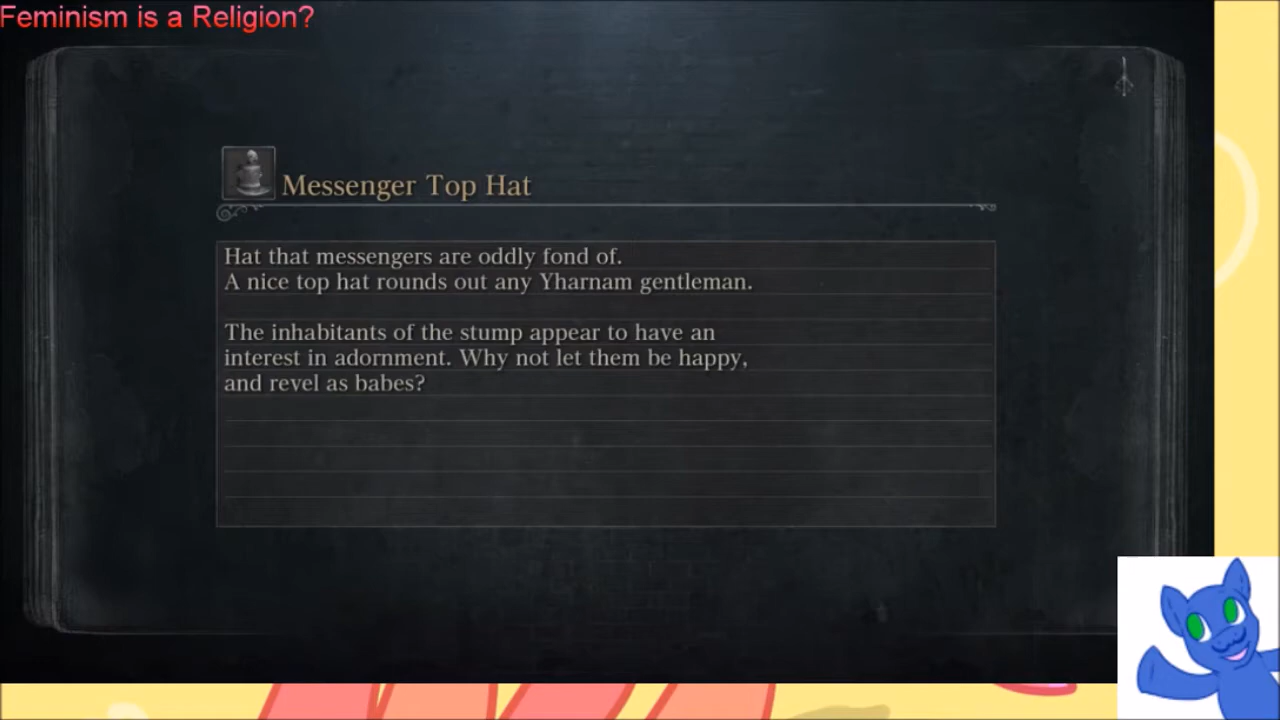 Feminism is a Religion?
Messenger Top Hat
Hat that messengers are oddly fond of.
A nice top hat rounds out any Yharnam gentleman.
The inhabitants of the stump appear to have an
interest in adornment. Why not let them be happy,
and revel as babes?